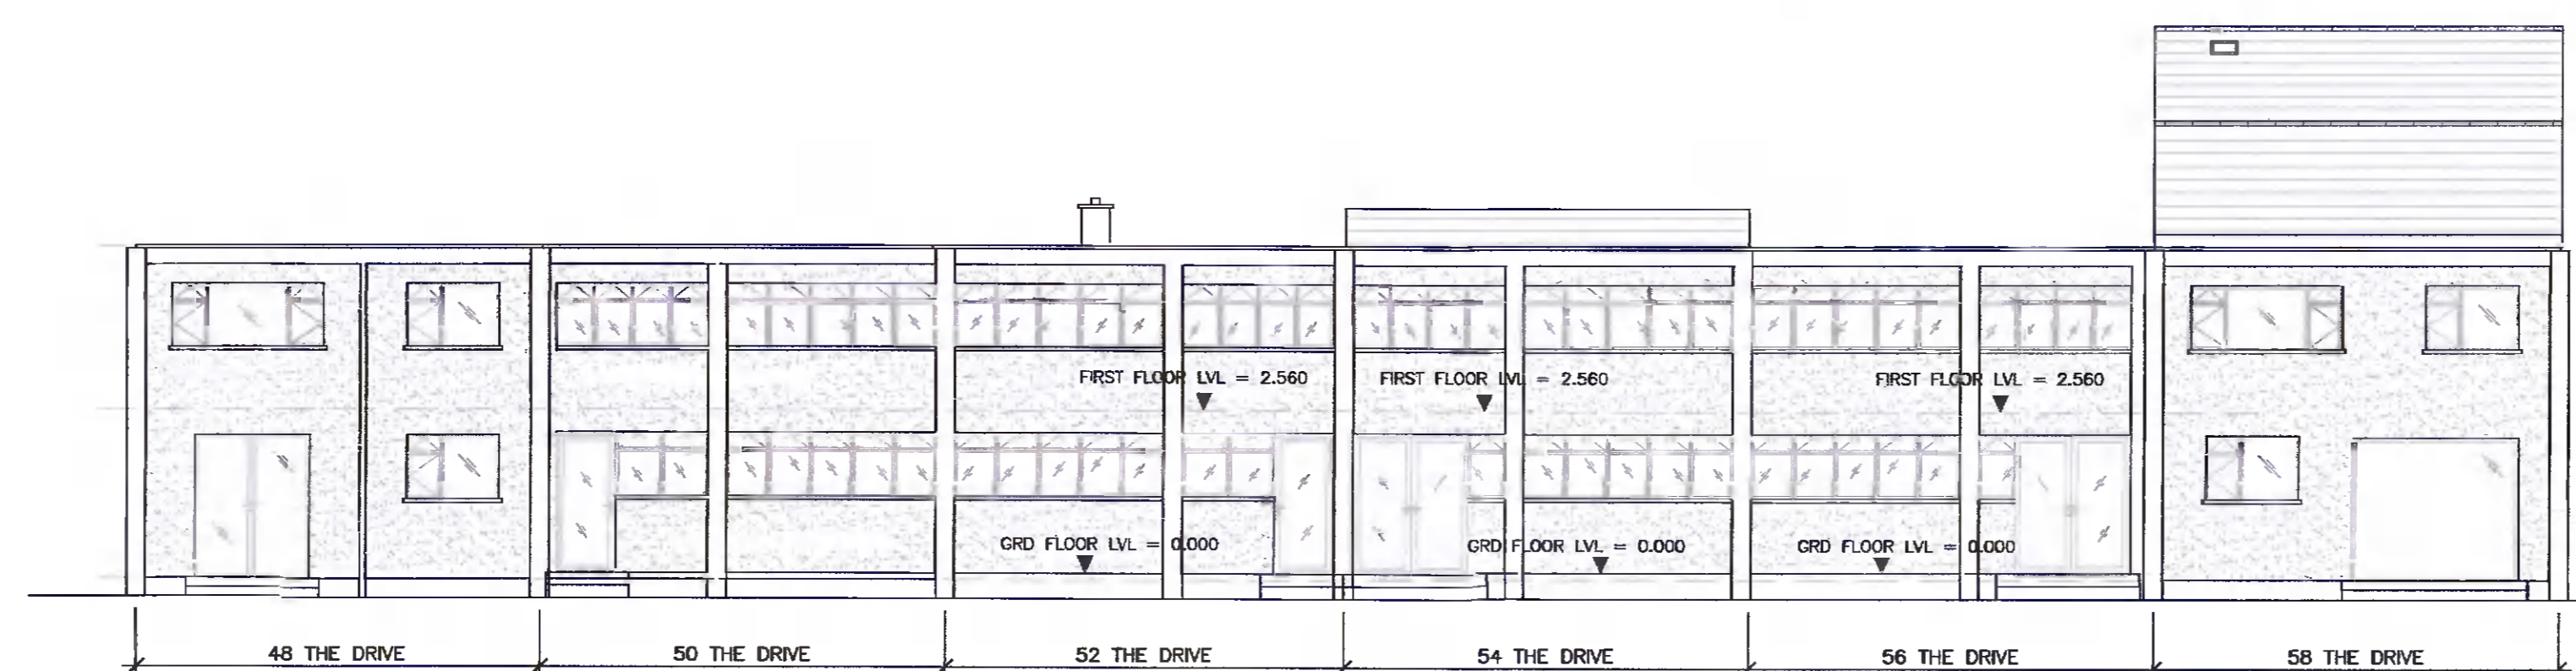 FIRST FLOOR LVL = 2.560
FIRST FLOOR LVL = 2.560
FIRST FLOOR LVL = 2.560
GRD FLOOR LVL = 0.000
GRD FLOOR LVL = 0.000
GRD FLOOR LVL = 0.000
48 THE DRIVE
50 THE DRIVE
52 THE DRIVE
54 THE DRIVE
56 THE DRIVE
58 THE DRIVE